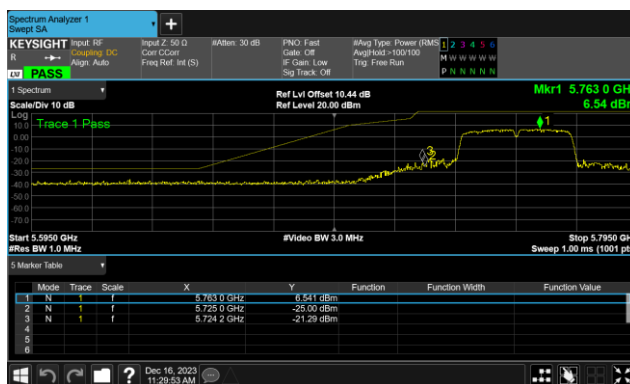 Spectrum Analyzer 1
Swept SA
+
KEYSIGHT Input: RF Input Z: 50 Ω #Atten: 30 dB PNO: Fast #Avg Type: Power (RMS 1 2 3 4 5 6
R Coupling: DC Corr CCorr Gate: Off Avg|Hold:>100/100 M W W W W W
Align: Auto Freq Ref: Int (S) IF Gain: Low Trig: Free Run
Sig Track: Off P N N N N N
LXI PASS
1 Spectrum Ref Lvl Offset 10.44 dB Mkr1 5.763 0 GHz
Scale/Div 10 dB Ref Level 20.00 dBm 6.54 dBm
Log
Trace 1 Pass
10.0
0.00
-10.0
-20.0
-30.0
-40.0
-50.0
-60.0
-70.0
1
3
Start 5.5950 GHz #Video BW 3.0 MHz Stop 5.7950 GHz
#Res BW 1.0 MHz Sweep 1.00 ms (1001 pts
5 Marker Table
Mode Trace Scale X Y Function Function Width Function Value
1 N 1 f 5.763 0 GHz 6.541 dBm
2 N 1 f 5.725 0 GHz -25.00 dBm
3 N 1 f 5.724 2 GHz -21.29 dBm
4
5
6
? Dec 16, 2023
11:29:53 AM